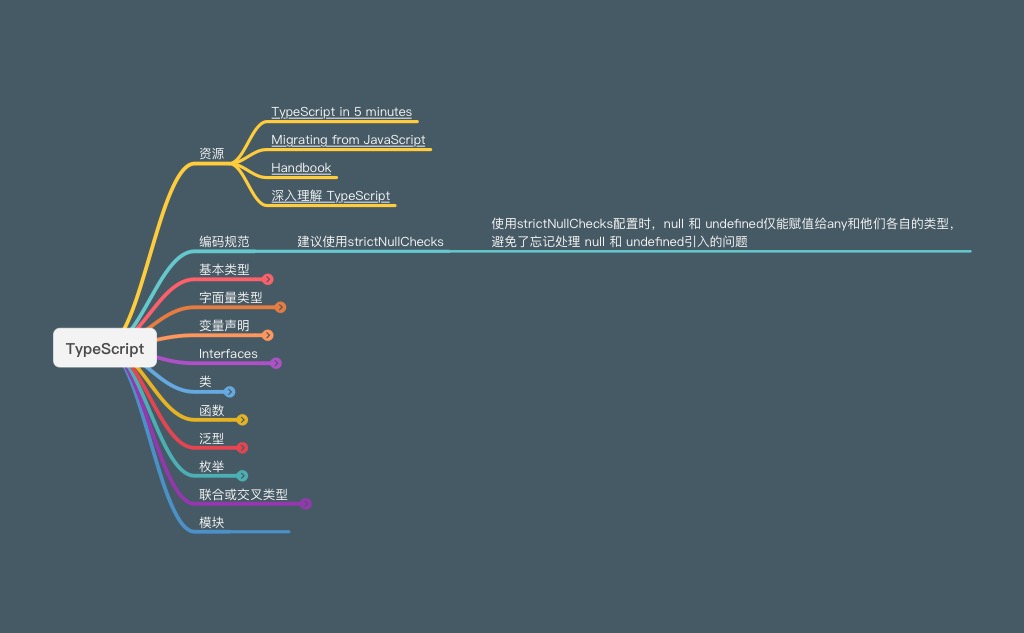 TypeScript in 5 minutes
Migrating from JavaScript
资源
Handbook
深入理解 TypeScript
使用strictNullChecks配置时，null 和 undefined仅能赋值给any和他们各自的类型，
编码规范
建议使用strictNullChecks
避免了忘记处理 null 和 undefined引入的问题
基本类型
字面量类型
变量声明
TypeScript
Interfaces
类
函数
泛型
枚举
联合或交叉类型
模块